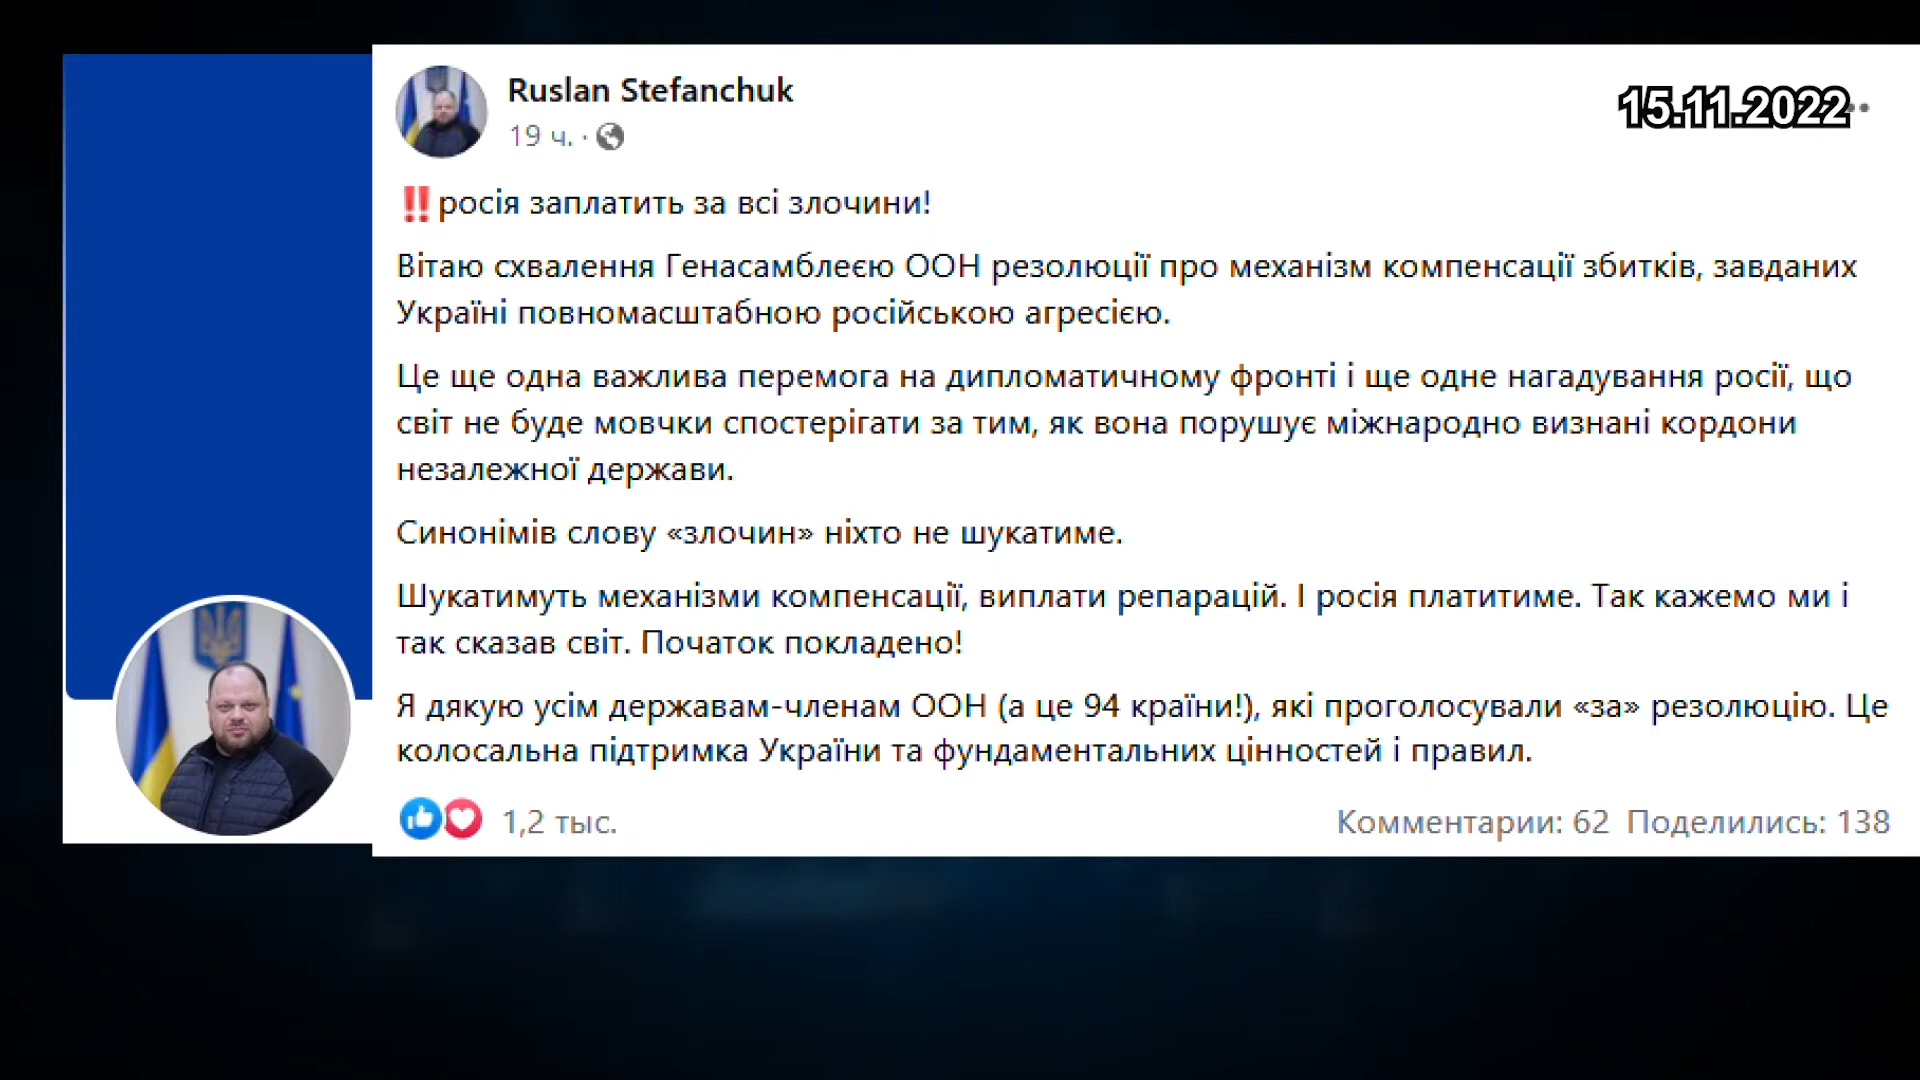 Ruslan Stefanchuk
15.11.2022
19 ч.
‼росія заплатить за всі злочини!
Вітаю схвалення Генасамблеєю ООН резолюції про механізм компенсації збитків, завданих
Україні повномасштабною російською агресією.
Це ще одна важлива перемога на дипломатичному фронті і ще одне нагадування росії, що
світ не буде мовчки спостерігати за тим, як вона порушує міжнародно визнані кордони
незалежної держави.
Синонімів слову «злочин» ніхто не шукатиме.
Шукатимуть механізми компенсації, виплати репарацій. І росія платитиме. Так кажемо ми і
так сказав світ. Початок покладено!
Я дякую усім державам-членам ООН (а це 94 країни!), які проголосували «за» резолюцію. Це
колосальна підтримка України та фундаментальних цінностей і правил.
1,2 тыс.
Комментарии: 62 Поделились: 138